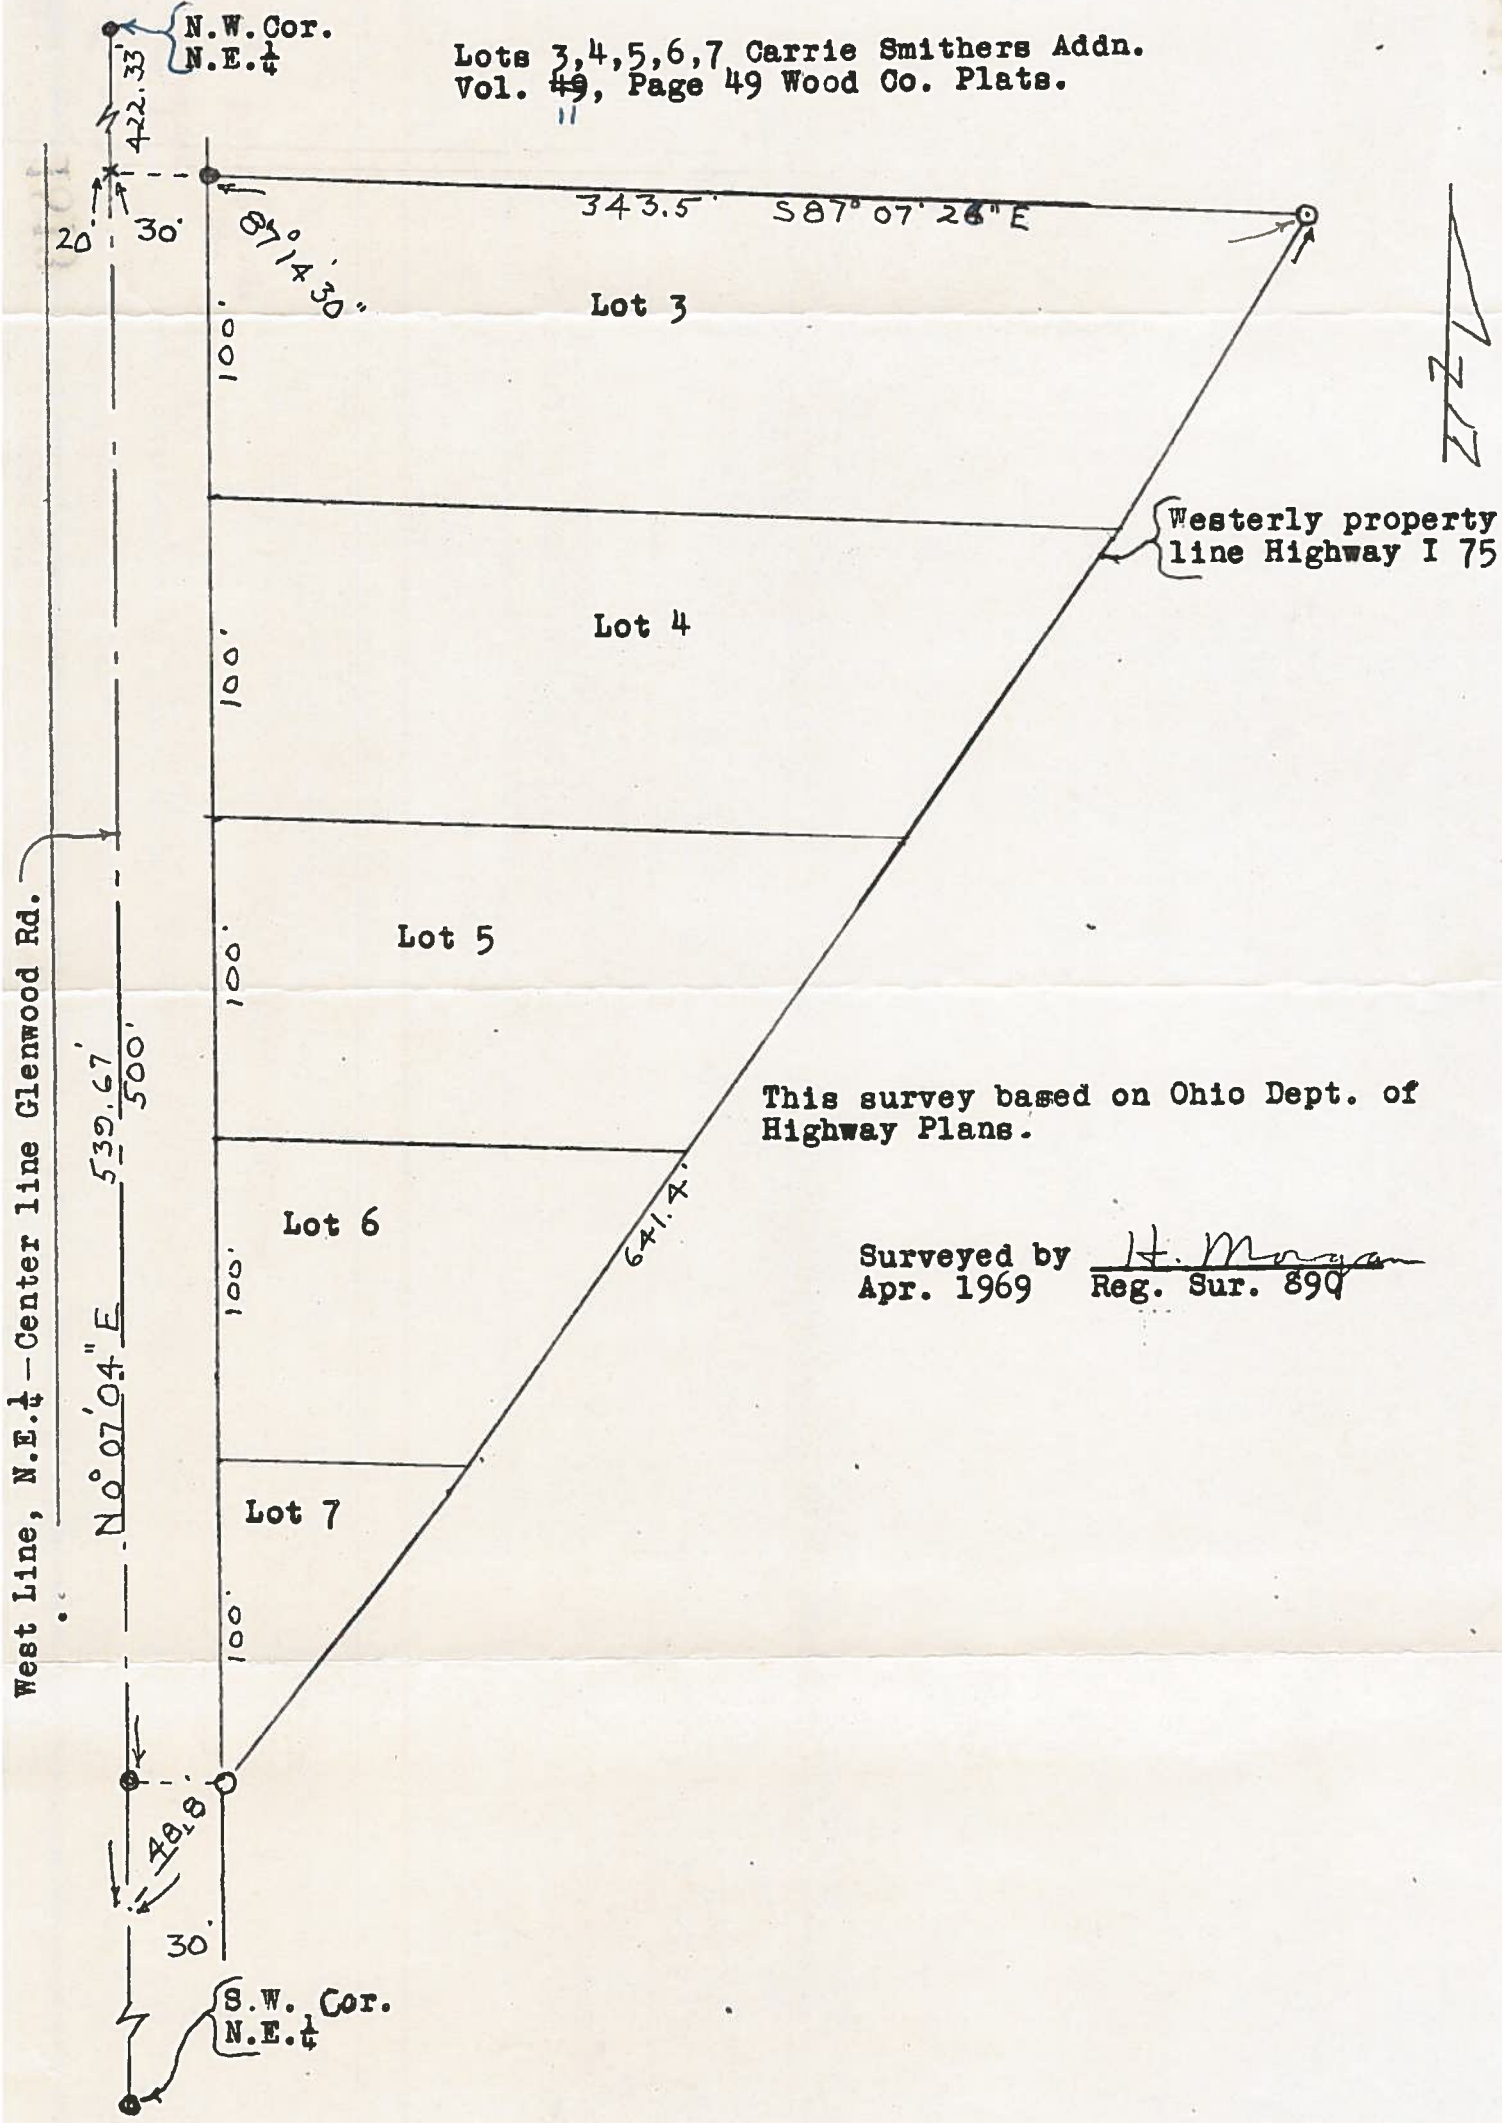 N.W. Cor.
N.E.¼
Lots 3,4,5,6,7 Carrie Smithers Addn.
Vol. 49, Page 49 Wood Co. Plats.
11
422.33'
20'
30'
343.5' S87° 07' 26" E
87° 14' 30"
Lot 3
100'
N
Westerly property
line Highway I 75
Lot 4
100'
Lot 5
100'
West Line, N.E.¼ — Center line Glenwood Rd.
N 0° 07' 04" E 539.67'
500'
This survey based on Ohio Dept. of
Highway Plans.
Lot 6
100'
641.4'
Surveyed by H. Morgan
Apr. 1969 Reg. Sur. 890
Lot 7
100'
48.8'
30'
S.W. Cor.
N.E.¼